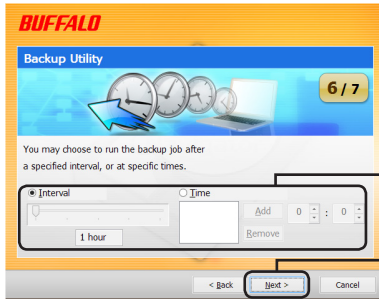 BUFFALO
Backup Utility
6 / 7
You may choose to run the backup job after
a specified interval, or at specific times.
Interval
Time
Add 0 : 0
1 hour
Remove
< Back Next > Cancel